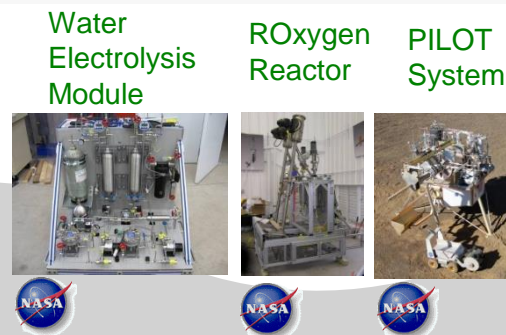 Water
Electrolysis
Module
ROxygen
Reactor
PILOT
System
NASA
NASA
NASA